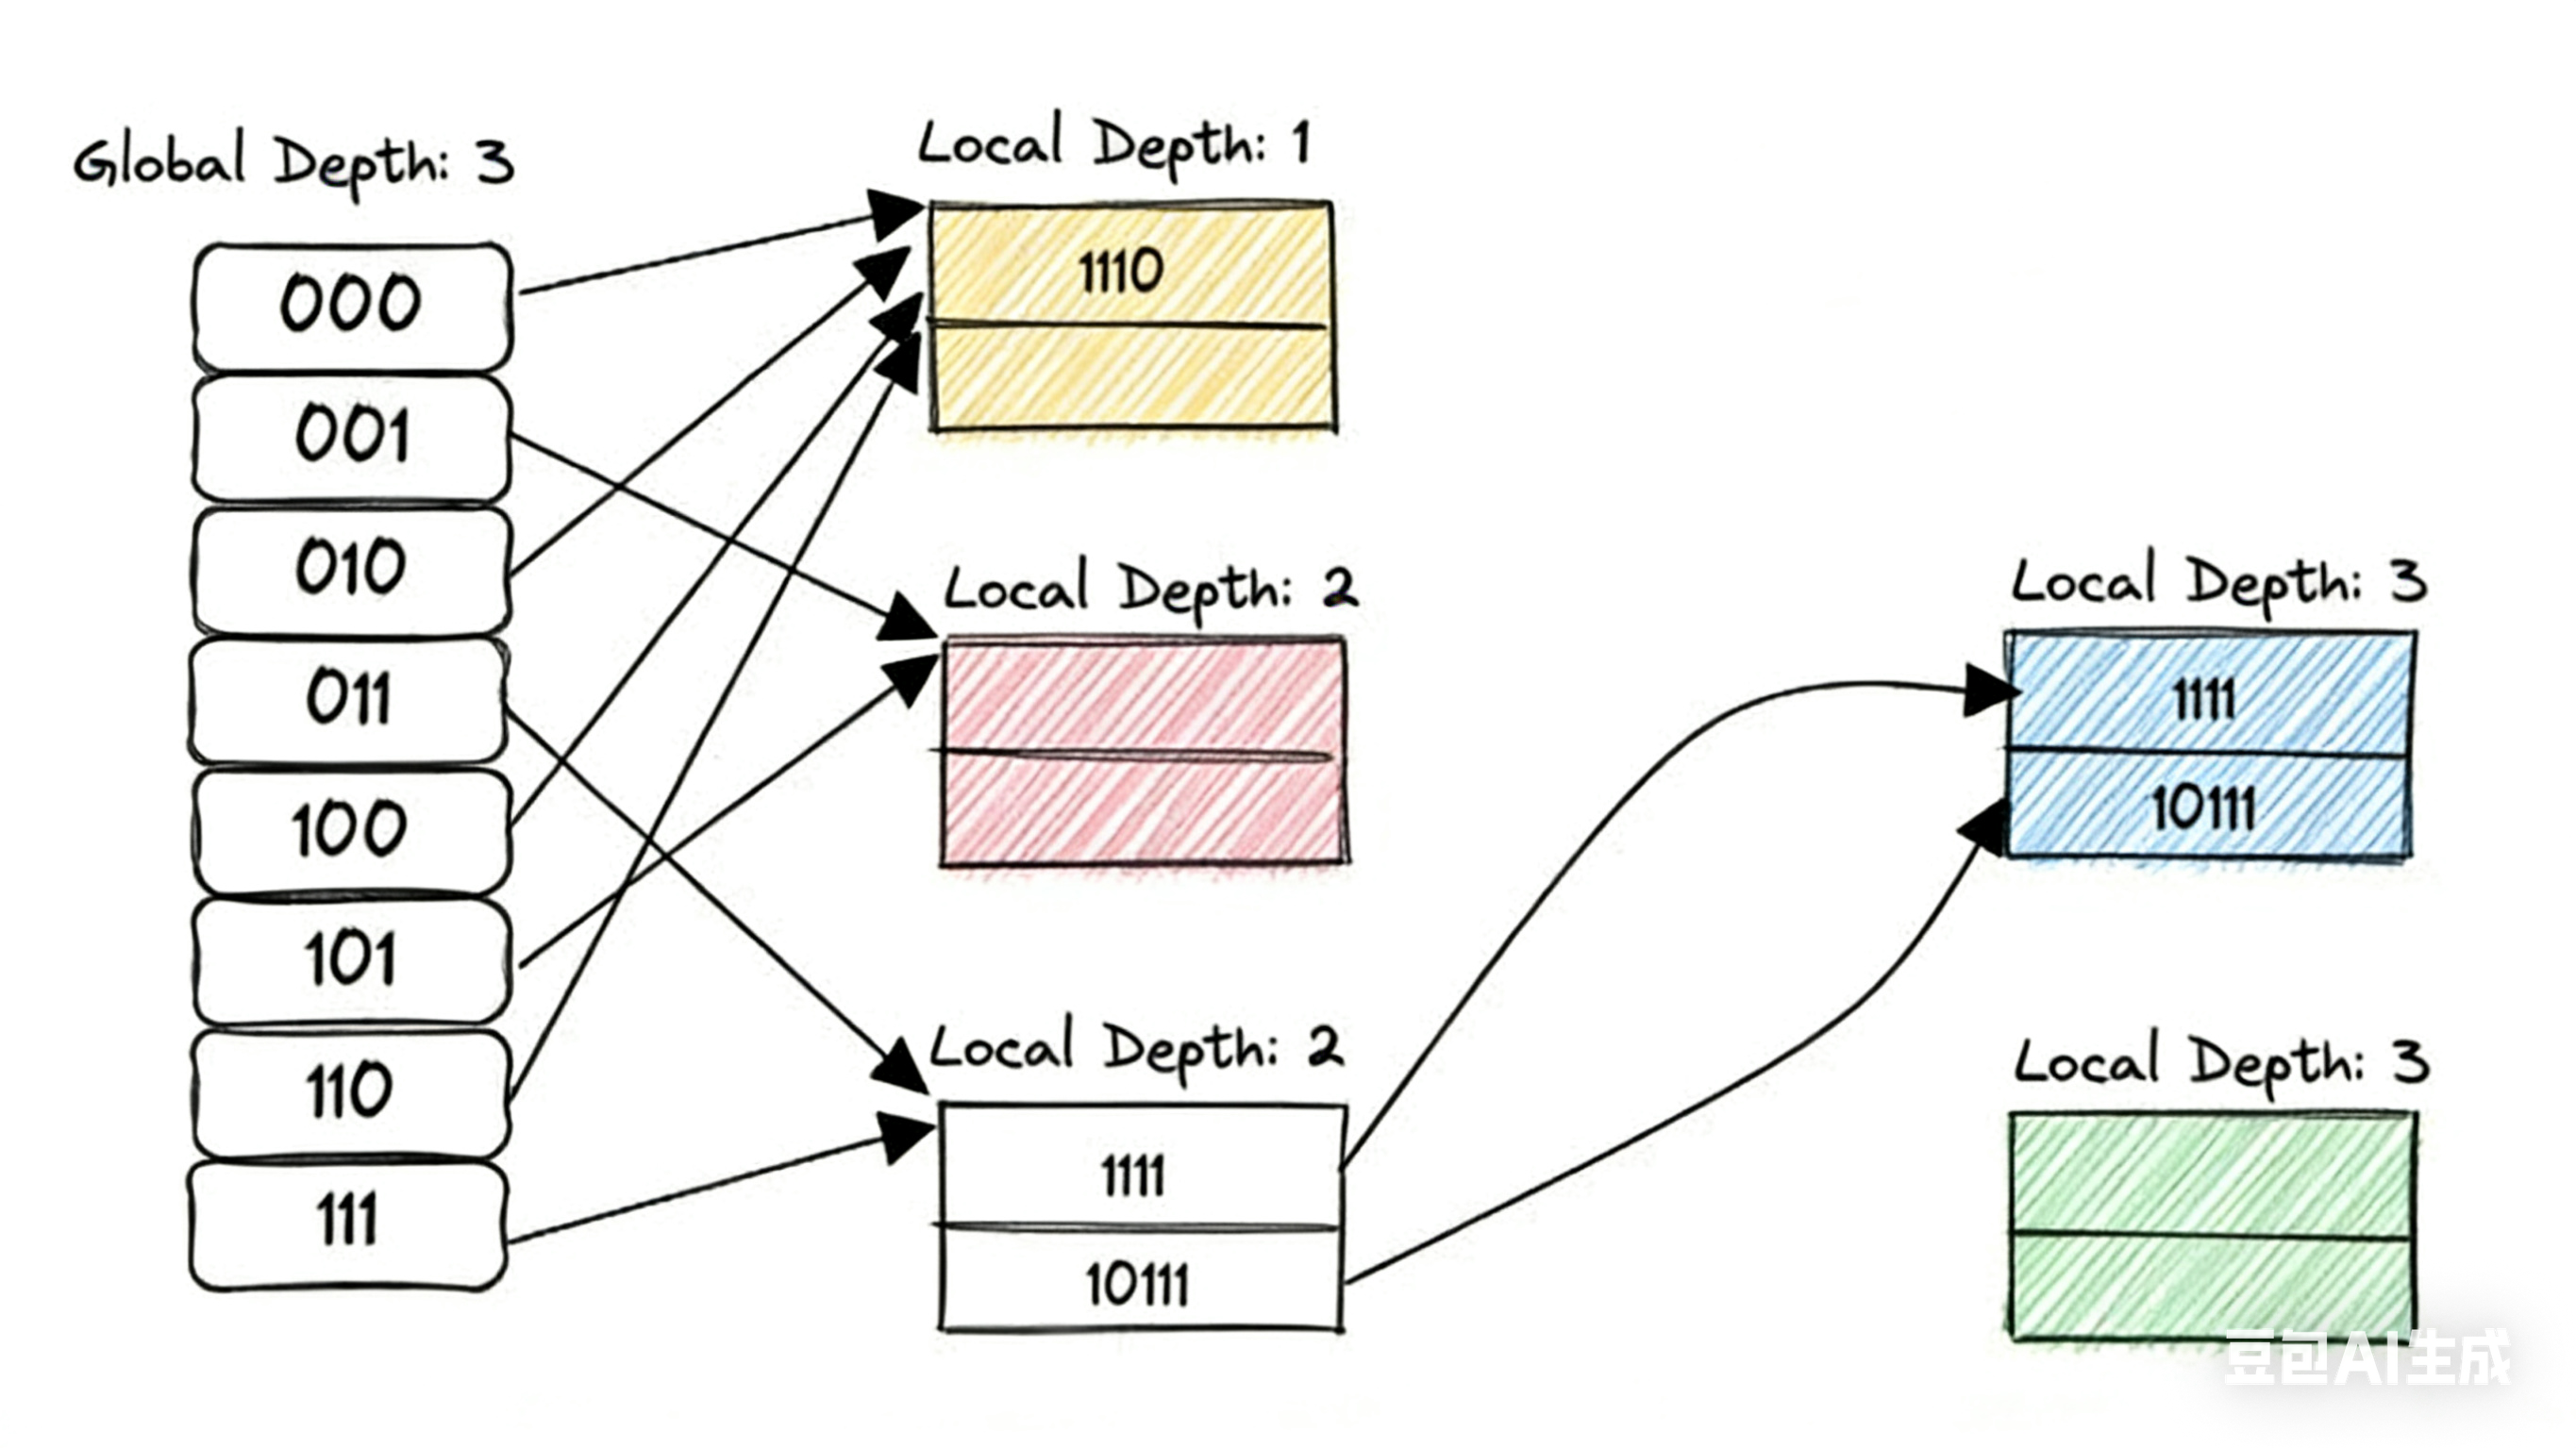 Global Depth: 3
000
001
010
011
100
101
110
111
Local Depth: 1
1110
Local Depth: 2
Local Depth: 2
1111
10111
Local Depth: 3
1111
10111
Local Depth: 3
豆包AI生成